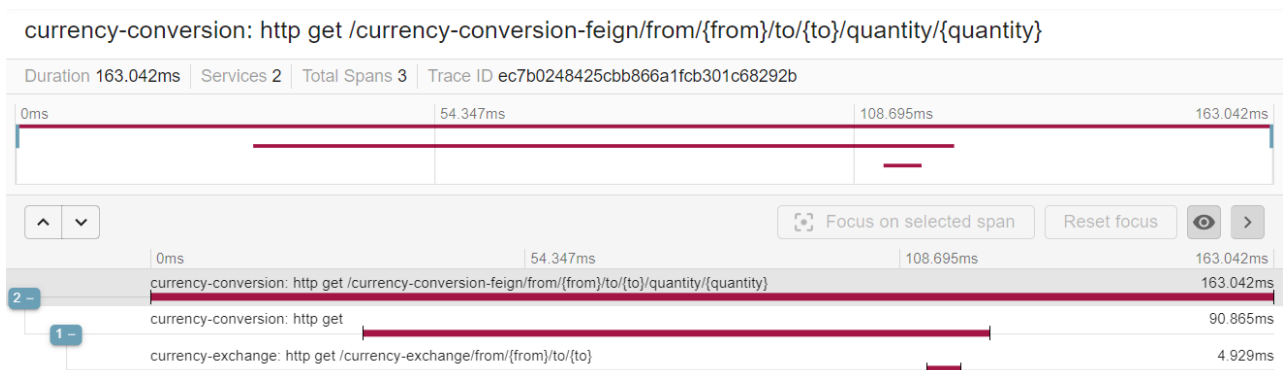 currency-conversion: http get /currency-conversion-feign/from/{from}/to/{to}/quantity/{quantity}
Duration 163.042ms Services 2 Total Spans 3 Trace ID ec7b0248425cbb866a1fcb301c68292b
0ms 54.347ms 108.695ms 163.042ms
Focus on selected span Reset focus
0ms 54.347ms 108.695ms 163.042ms
currency-conversion: http get /currency-conversion-feign/from/{from}/to/{to}/quantity/{quantity} 163.042ms
2 –
currency-conversion: http get 90.865ms
1 –
currency-exchange: http get /currency-exchange/from/{from}/to/{to} 4.929ms